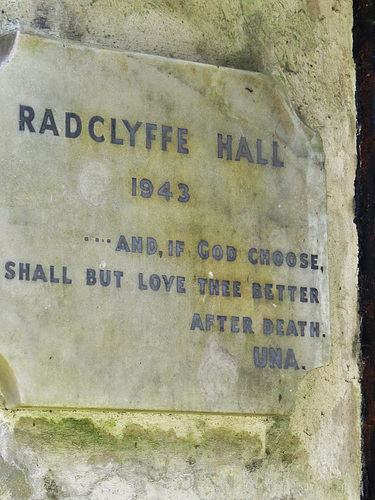 RADCLYFFE HALL
1943
....AND, IF GOD CHOOSE,
SHALL BUT LOVE THEE BETTER
AFTER DEATH.
UNA.